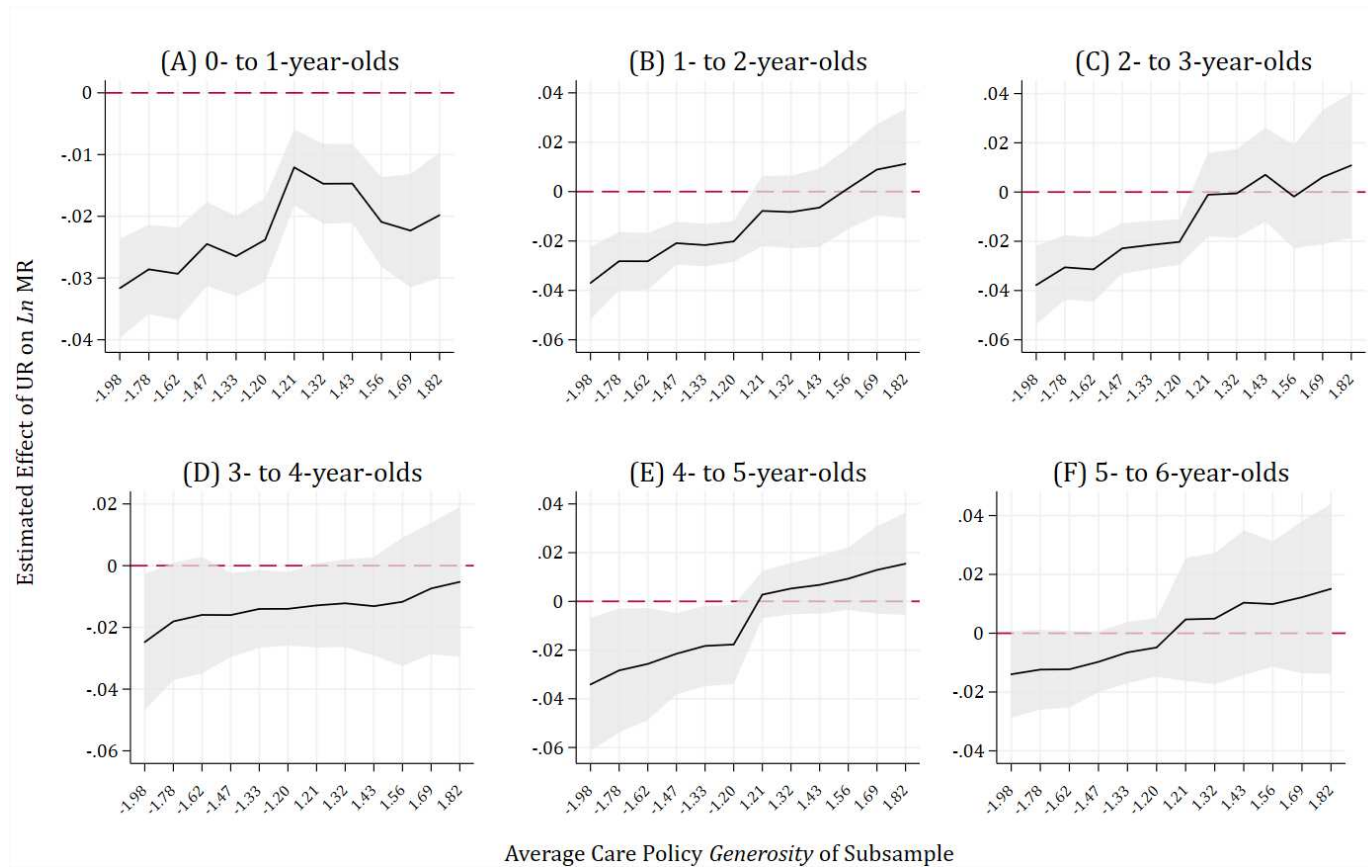 (A) 0- to 1-year-olds
0
-.01
-.02
-.03
-.04
-1.98 -1.78 -1.62 -1.47 -1.33 -1.20 1.21 1.32 1.43 1.56 1.69 1.82
(B) 1- to 2-year-olds
.04
.02
0
-.02
-.04
-.06
-1.98 -1.78 -1.62 -1.47 -1.33 -1.20 1.21 1.32 1.43 1.56 1.69 1.82
(C) 2- to 3-year-olds
.04
.02
0
-.02
-.04
-.06
-1.98 -1.78 -1.62 -1.47 -1.33 -1.20 1.21 1.32 1.43 1.56 1.69 1.82
Estimated Effect of UR on Ln MR
(D) 3- to 4-year-olds
.02
0
-.02
-.04
-.06
-1.98 -1.78 -1.62 -1.47 -1.33 -1.20 1.21 1.32 1.43 1.56 1.69 1.82
(E) 4- to 5-year-olds
.04
.02
0
-.02
-.04
-.06
-1.98 -1.78 -1.62 -1.47 -1.33 -1.20 1.21 1.32 1.43 1.56 1.69 1.82
(F) 5- to 6-year-olds
.04
.02
0
-.02
-.04
-1.98 -1.78 -1.62 -1.47 -1.33 -1.20 1.21 1.32 1.43 1.56 1.69 1.82
Average Care Policy Generosity of Subsample